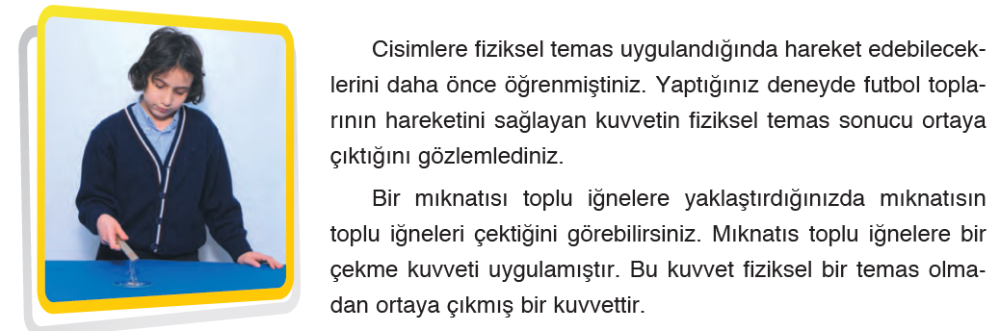 Cisimlere fiziksel temas uygulandığında hareket edebilecek-
lerini daha önce öğrenmiştiniz. Yaptığınız deneyde futbol topla-
rının hareketini sağlayan kuvvetin fiziksel temas sonucu ortaya
çıktığını gözlemlediniz.
Bir mıknatısı toplu iğnelere yaklaştırdığınızda mıknatısın
toplu iğneleri çektiğini görebilirsiniz. Mıknatıs toplu iğnelere bir
çekme kuvveti uygulamıştır. Bu kuvvet fiziksel bir temas olma-
dan ortaya çıkmış bir kuvvettir.